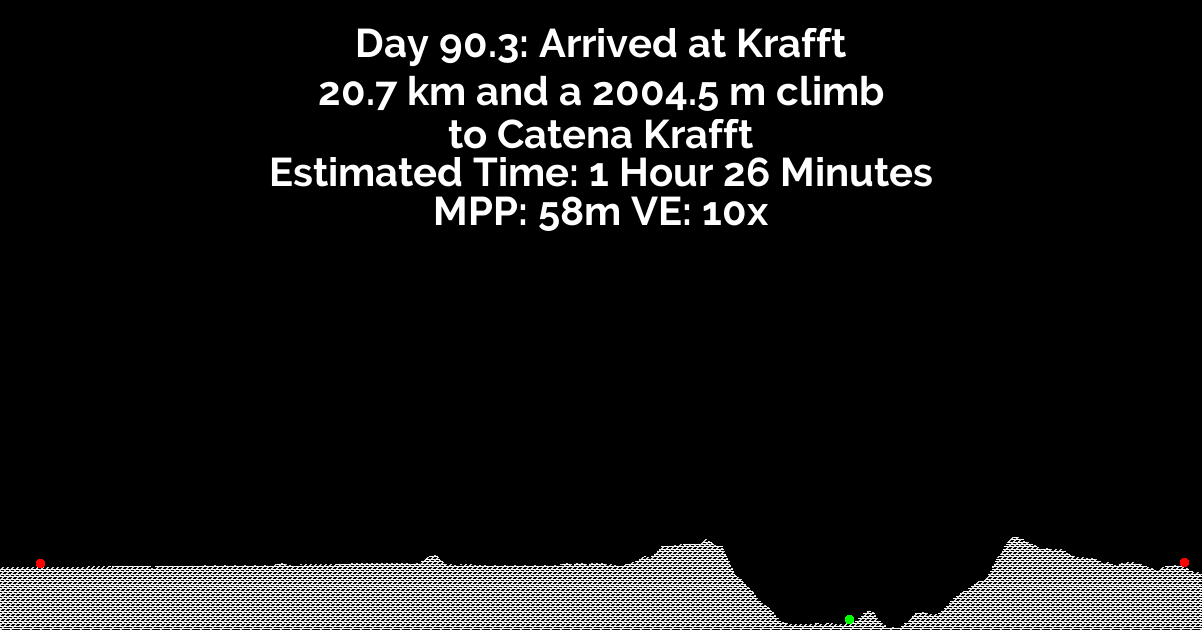 Day 90.3: Arrived at Krafft
20.7 km and a 2004.5 m climb
to Catena Krafft
Estimated Time: 1 Hour 26 Minutes
MPP: 58m VE: 10x